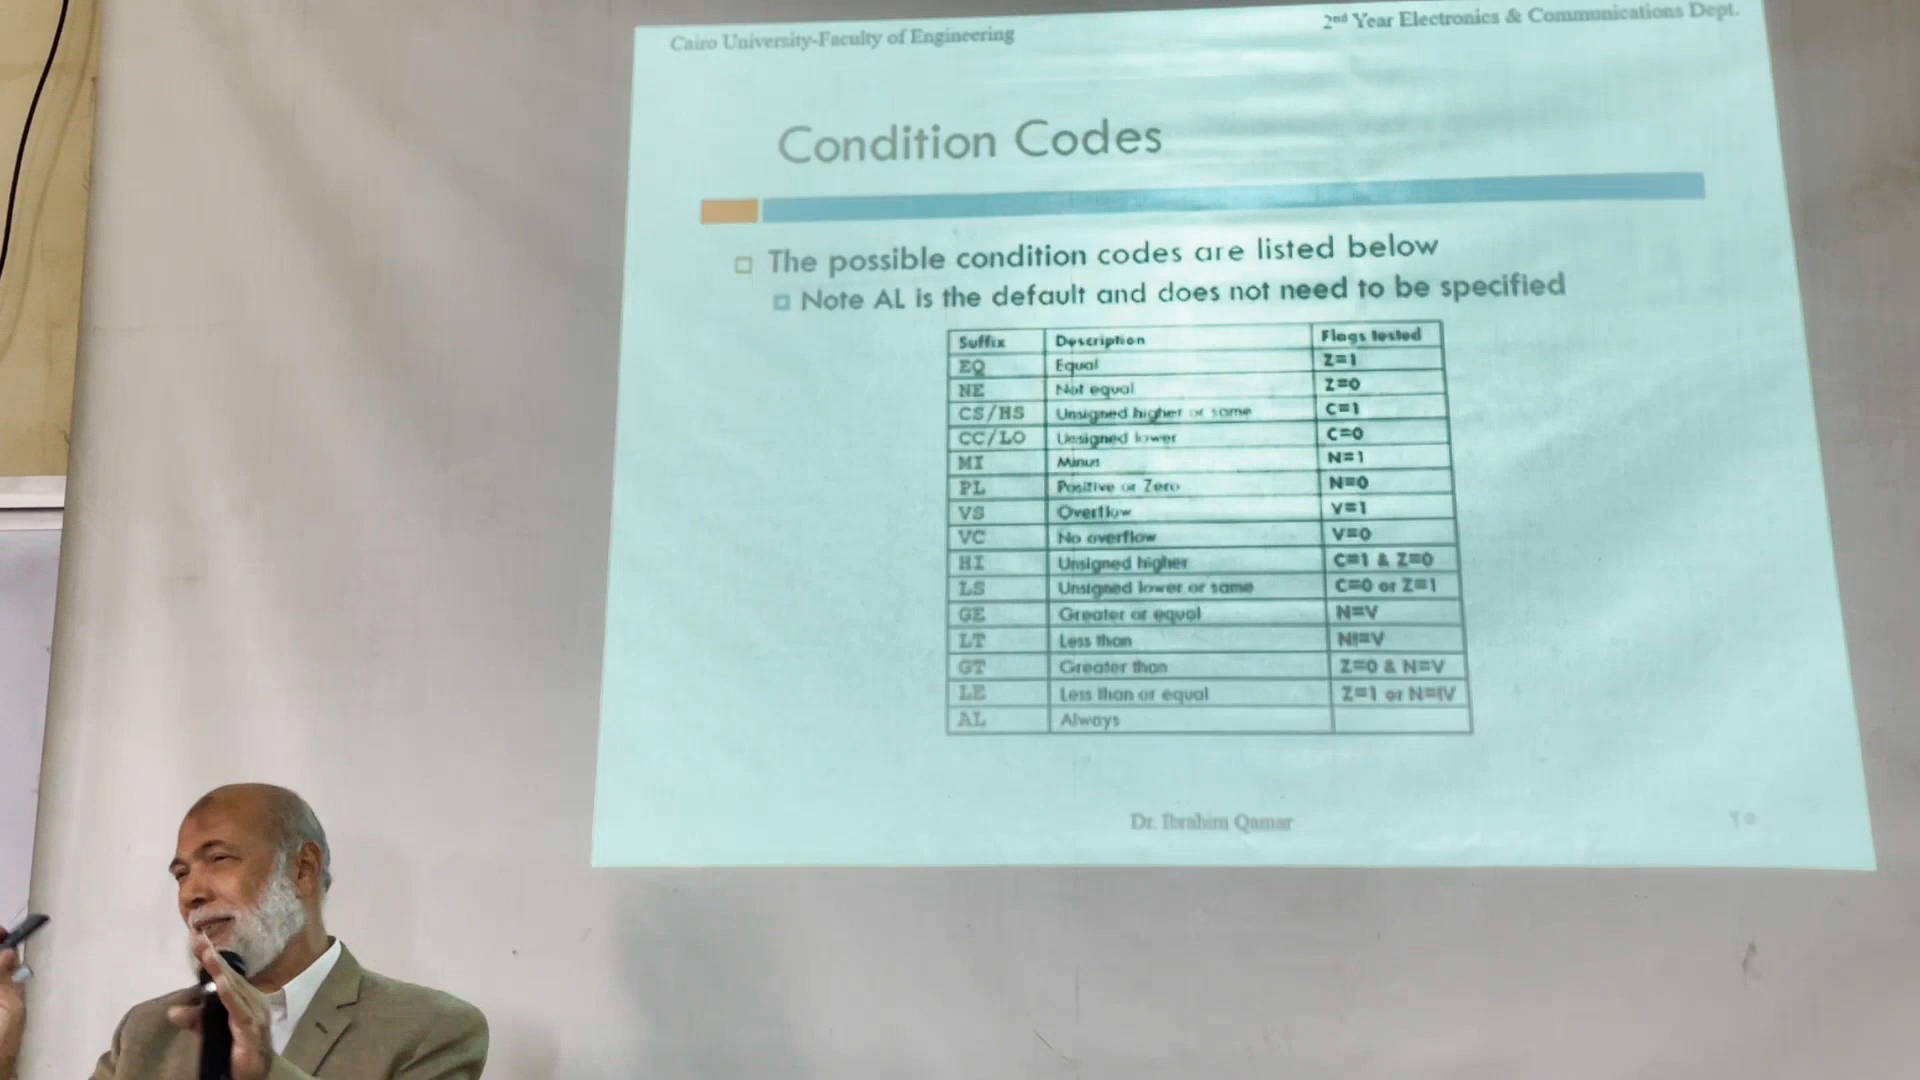 Cairo University-Faculty of Engineering
2nd Year Electronics & Communications Dept.
Condition Codes
The possible condition codes are listed below
Note AL is the default and does not need to be specified
Suffix Description Flags tested
EQ Equal Z=1
NE Not equal Z=0
CS/HS Unsigned higher or same C=1
CC/LO Unsigned lower C=0
MI Minus N=1
PL Positive or Zero N=0
VS Overflow V=1
VC No overflow V=0
HI Unsigned higher C=1 & Z=0
LS Unsigned lower or same C=0 or Z=1
GE Greater or equal N=V
LT Less than N!=V
GT Greater than Z=0 & N=V
LE Less than or equal Z=1 or N=!V
AL Always
Dr. Ibrahim Qamar